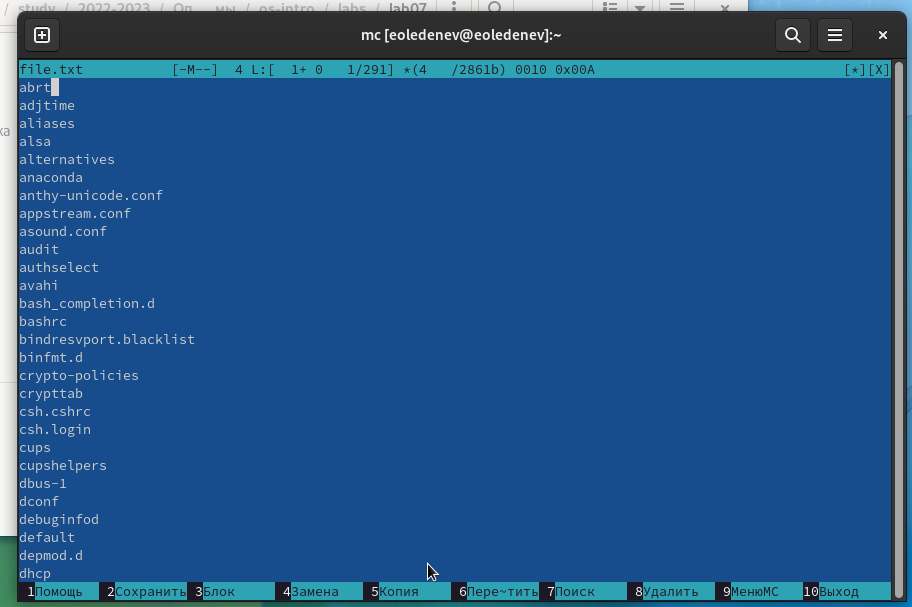 / study / 2022-2023 / Оп мы / os-intro / labs / lab07
mc [eoledenev@eoledenev]:~
file.txt [-M--] 4 L:[ 1+ 0 1/291] *(4 /2861b) 0010 0x00A [*][X]
abrt
adjtime
aliases
alsa
alternatives
anaconda
anthy-unicode.conf
appstream.conf
asound.conf
audit
authselect
avahi
bash_completion.d
bashrc
bindresvport.blacklist
binfmt.d
crypto-policies
crypttab
csh.cshrc
csh.login
cups
cupshelpers
dbus-1
dconf
debuginfod
default
depmod.d
dhcp
1Помощь 2Сохранить 3Блок 4Замена 5Копия 6Пере~тить 7Поиск 8Удалить 9МенюMC 10Выход